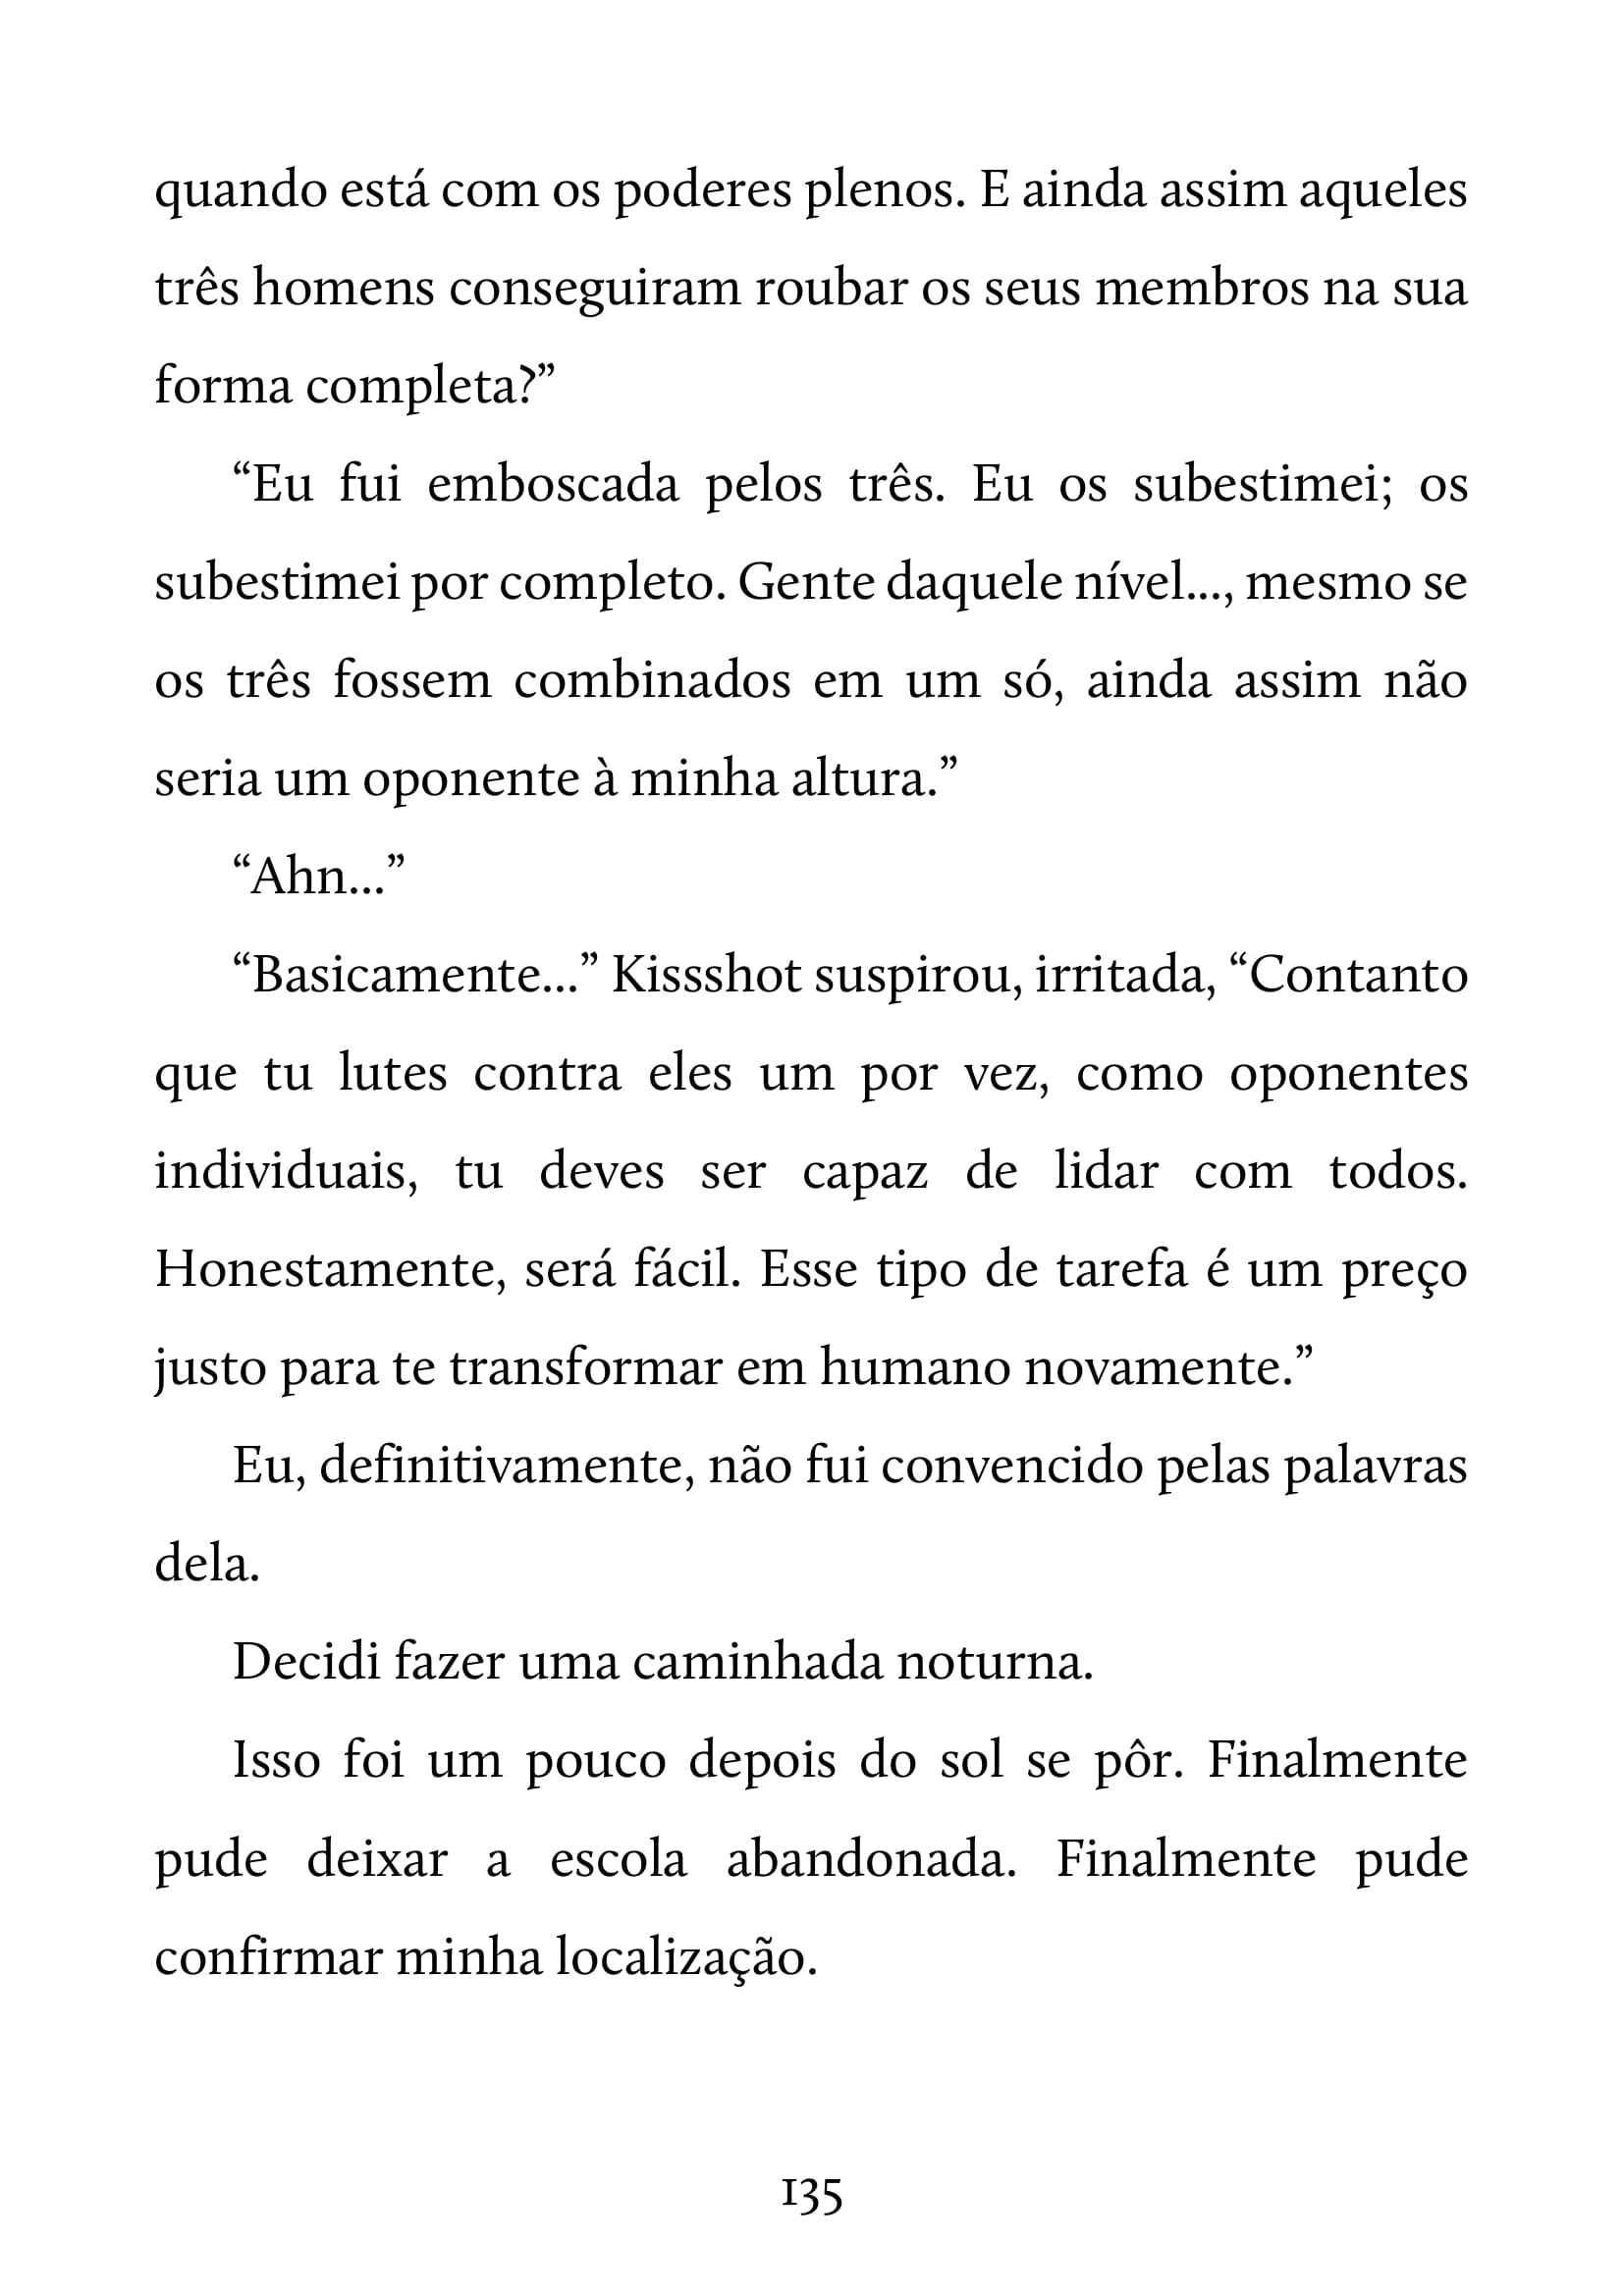 quando está com os poderes plenos. E ainda assim aqueles
três homens conseguiram roubar os seus membros na sua
forma completa?”
“Eu fui emboscada pelos três. Eu os subestimei; os
subestimei por completo. Gente daquele nível..., mesmo se
os três fossem combinados em um só, ainda assim não
seria um oponente à minha altura.”
“Ahn...”
“Basicamente...” Kissshot suspirou, irritada, “Contanto
que tu lutes contra eles um por vez, como oponentes
individuais, tu deves ser capaz de lidar com todos.
Honestamente, será fácil. Esse tipo de tarefa é um preço
justo para te transformar em humano novamente.”
Eu, definitivamente, não fui convencido pelas palavras
dela.
Decidi fazer uma caminhada noturna.
Isso foi um pouco depois do sol se pôr. Finalmente
pude deixar a escola abandonada. Finalmente pude
confirmar minha localização.
135